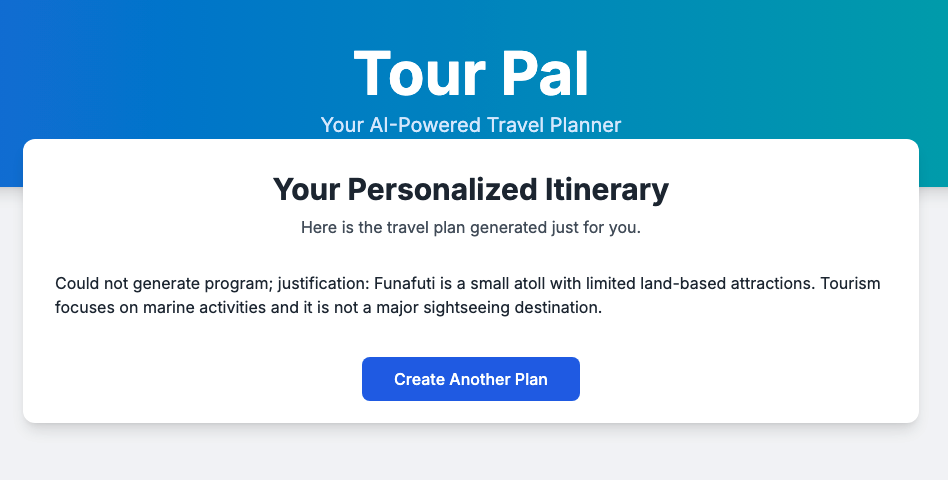 Tour Pal
Your AI-Powered Travel Planner
Your Personalized Itinerary
Here is the travel plan generated just for you.
Could not generate program; justification: Funafuti is a small atoll with limited land-based attractions. Tourism
focuses on marine activities and it is not a major sightseeing destination.
Create Another Plan